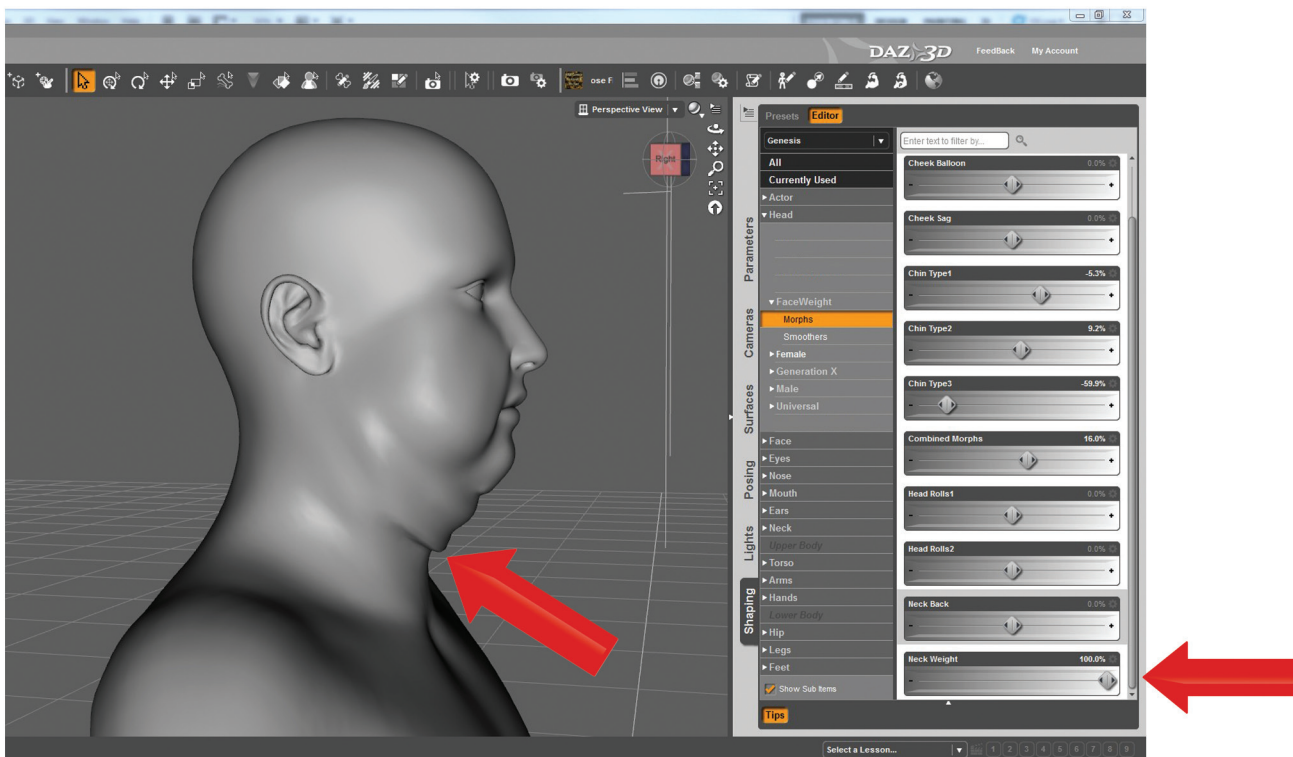 DAZ 3D FeedBack My Account
ose F
Perspective View
Right
Parameters
Cameras
Surfaces
Posing
Lights
Shaping
Presets Editor
Genesis
All
Currently Used
Actor
Head
FaceWeight
Morphs
Smoothers
Female
Generation X
Male
Universal
Face
Eyes
Nose
Mouth
Ears
Neck
Upper Body
Torso
Arms
Hands
Lower Body
Hip
Legs
Feet
Show Sub Items
Enter text to filter by...
Cheek Balloon 0.0%
- +
Cheek Sag 0.0%
- +
Chin Type1 -5.3%
- +
Chin Type2 9.2%
- +
Chin Type3 -59.9%
- +
Combined Morphs 16.0%
- +
Head Rolls1 0.0%
- +
Head Rolls2 0.0%
- +
Neck Back 0.0%
- +
Neck Weight 100.0%
-
Tips
Select a Lesson... 1 2 3 4 5 6 7 8 9